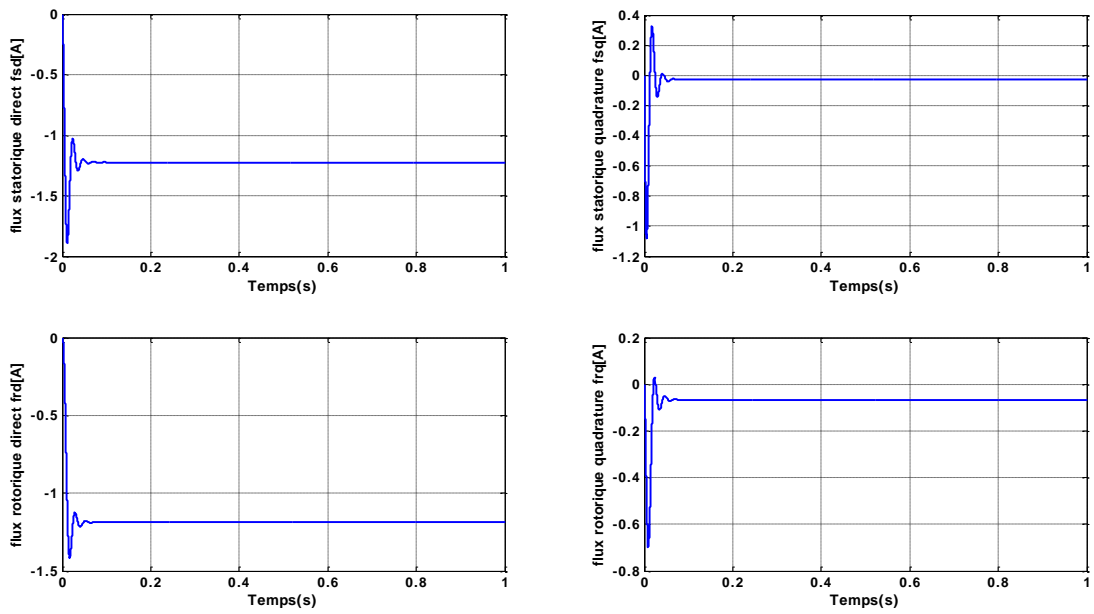 flux statorique direct fsd[A]
0
-0.5
-1
-1.5
-2
0 0.2 0.4 0.6 0.8 1
Temps(s)
flux statorique quadrature fsq[A]
0.4
0.2
0
-0.2
-0.4
-0.6
-0.8
-1
-1.2
0 0.2 0.4 0.6 0.8 1
Temps(s)
flux rotorique direct frd[A]
0
-0.5
-1
-1.5
0 0.2 0.4 0.6 0.8 1
Temps(s)
flux rotorique quadrature frq[A]
0.2
0
-0.2
-0.4
-0.6
-0.8
0 0.2 0.4 0.6 0.8 1
Temps(s)